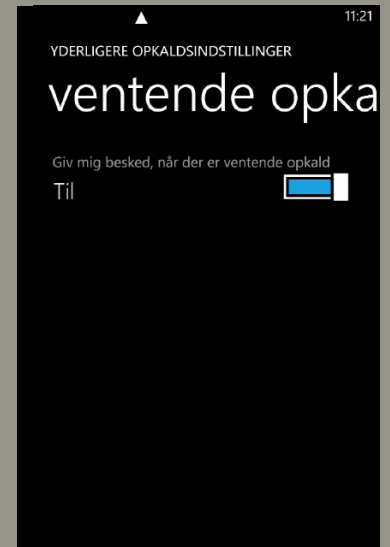 11:21
YDERLIGERE OPKALDSINDSTILLINGER
ventende opka
Giv mig besked, når der er ventende opkald
Til